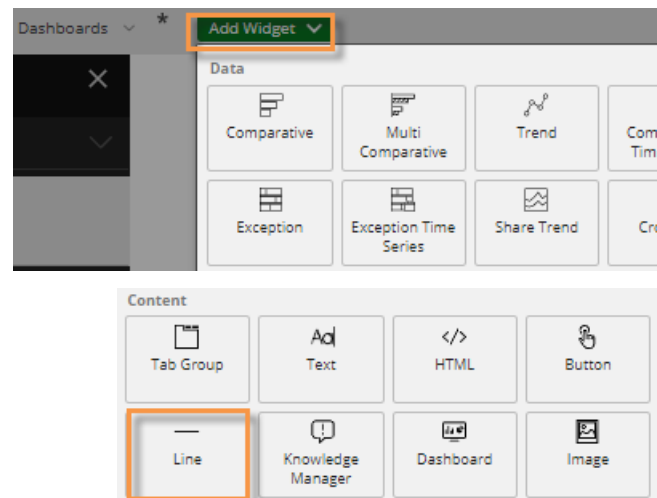 Dashboards
*
Add Widget
Data
Comparative
Multi
Comparative
Trend
Exception
Exception Time
Series
Share Trend
Content
Tab Group
Text
HTML
Button
Line
Knowledge
Manager
Dashboard
Image